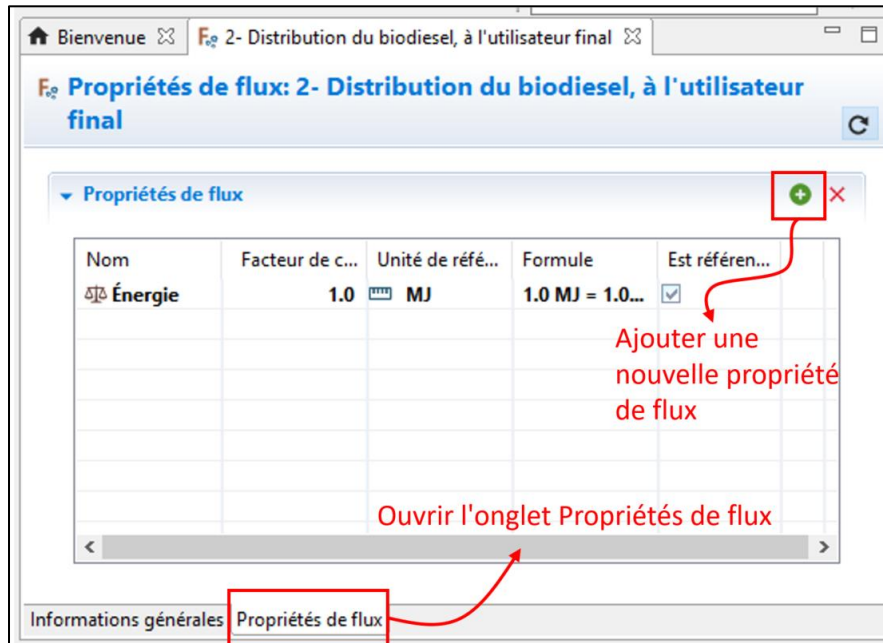 Bienvenue
2- Distribution du biodiesel, à l'utilisateur final
Propriétés de flux: 2- Distribution du biodiesel, à l'utilisateur
final
Propriétés de flux
Nom Facteur de c... Unité de réfé... Formule Est référen...
Énergie 1.0 MJ 1.0 MJ = 1.0...
Ajouter une
nouvelle propriété
de flux
Ouvrir l'onglet Propriétés de flux
Informations générales Propriétés de flux